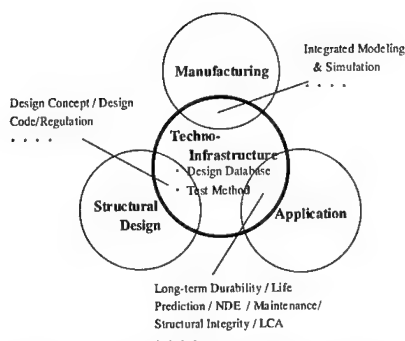 Integrated Modeling
& Simulation
. . . .
Manufacturing
Design Concept / Design
Code/Regulation
. . . .
Techno-
Infrastructure
· Design Database
· Test Method
Structural
Design
Application
Long-term Durability / Life
Prediction / NDE / Maintenance/
Structural Integrity / LCA
. . . .